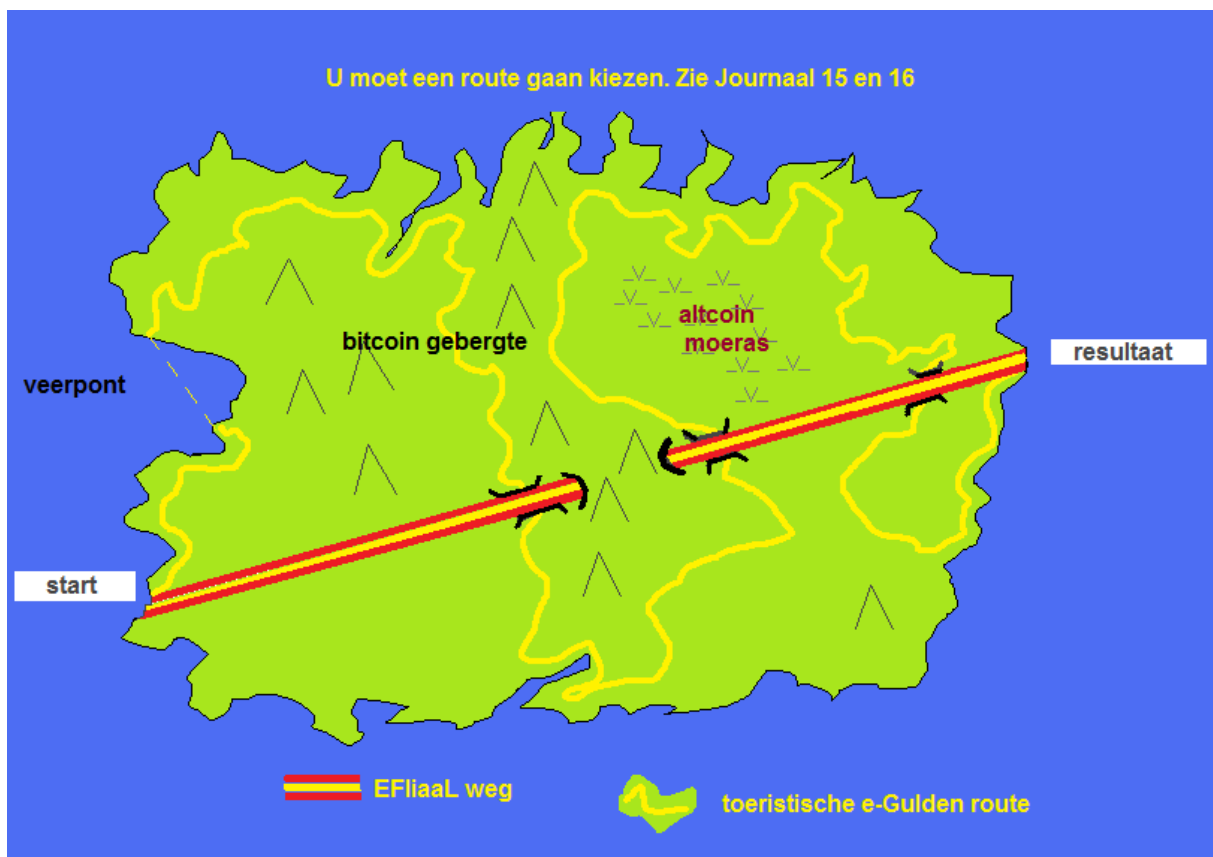 U moet een route gaan kiezen. Zie Journaal 15 en 16
altcoin
moeras
bitcoin gebergte
resultaat
veerpont
start
EFliaaL weg
toeristische e-Gulden route